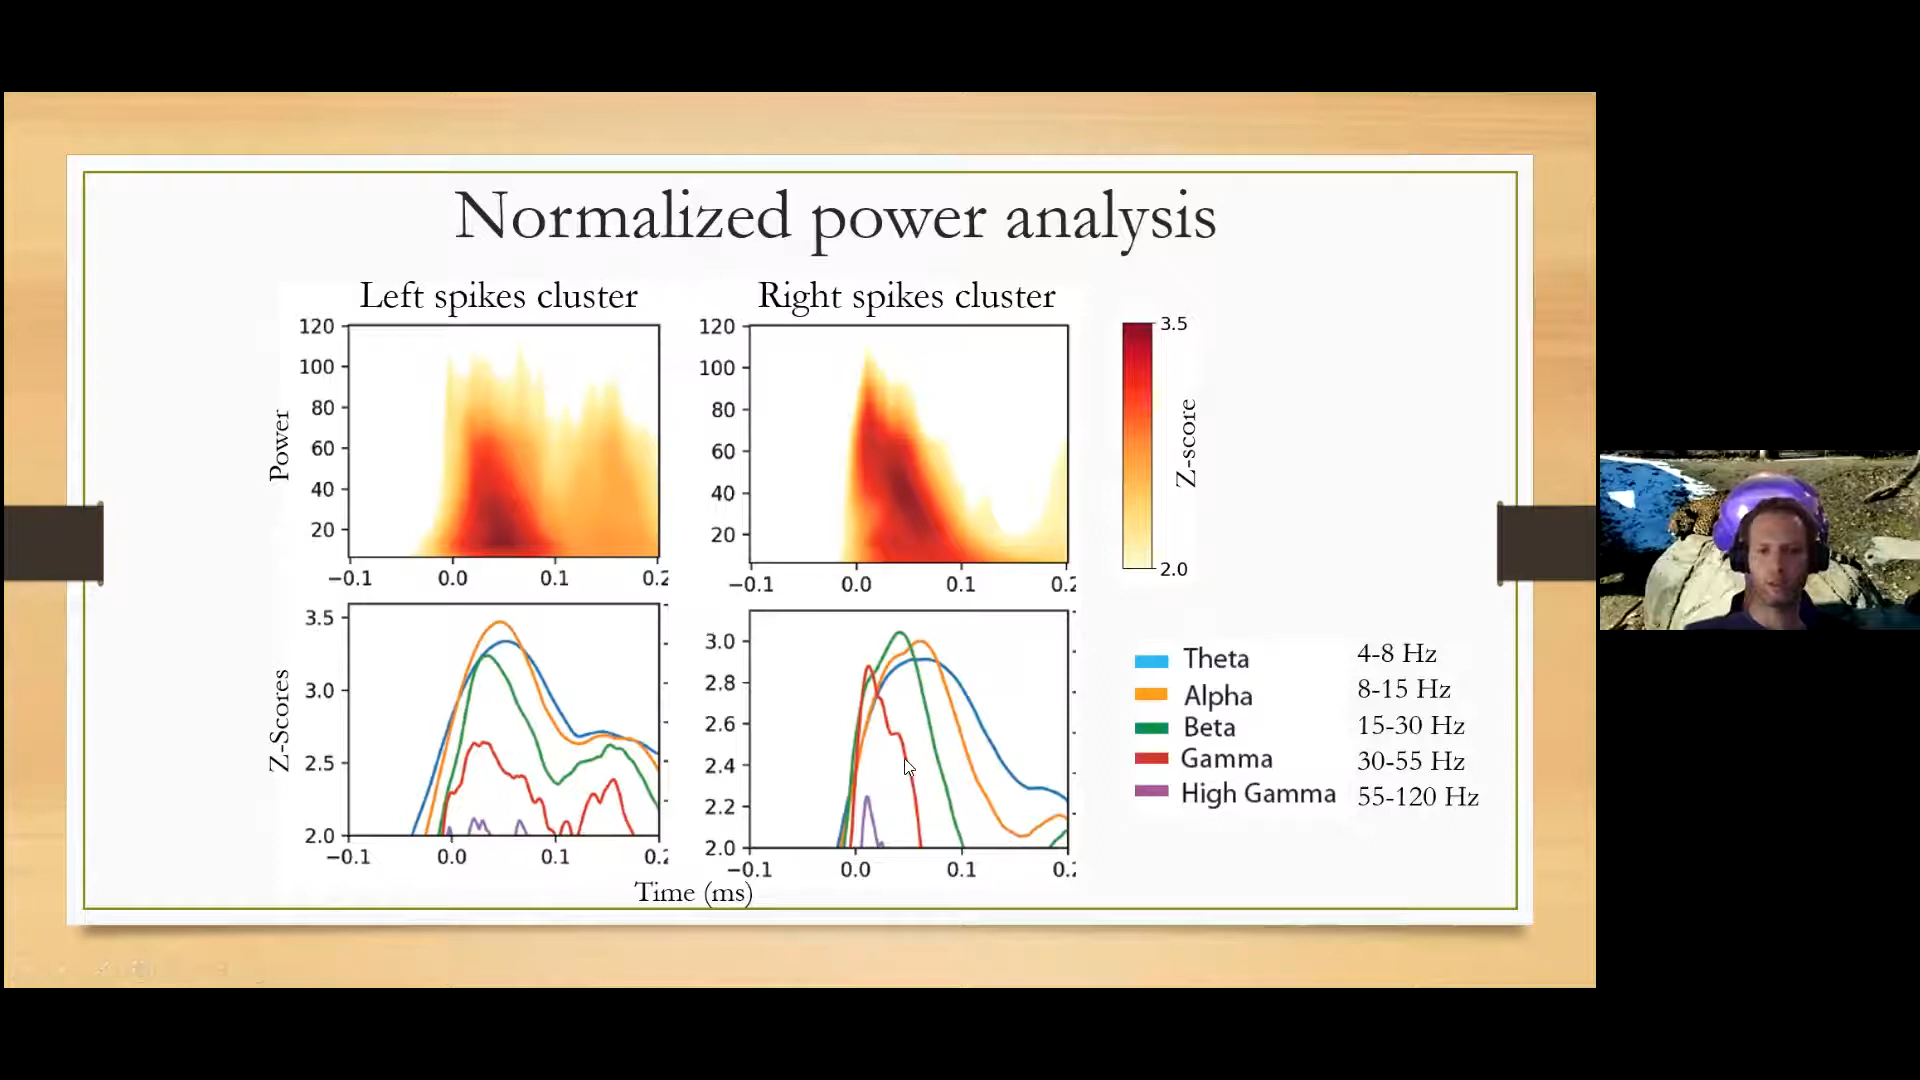 Normalized power analysis
Left spikes cluster
Right spikes cluster
120
100
80
60
40
20
Power
−0.1 0.0 0.1 0.2
120
100
80
60
40
20
−0.1 0.0 0.1 0.2
3.5
2.0
Z-score
3.5
3.0
2.5
2.0
Z-Scores
−0.1 0.0 0.1 0.2
3.0
2.8
2.6
2.4
2.2
2.0
−0.1 0.0 0.1 0.2
Time (ms)
Theta 4-8 Hz
Alpha 8-15 Hz
Beta 15-30 Hz
Gamma 30-55 Hz
High Gamma 55-120 Hz